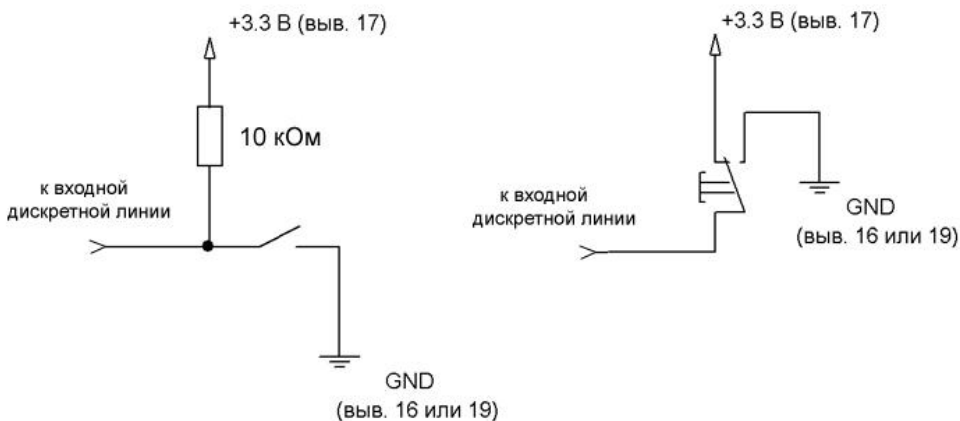 +3.3 В (выв. 17)
10 кОм
к входной
дискретной линии
GND
(выв. 16 или 19)
+3.3 В (выв. 17)
к входной
дискретной линии
GND
(выв. 16 или 19)